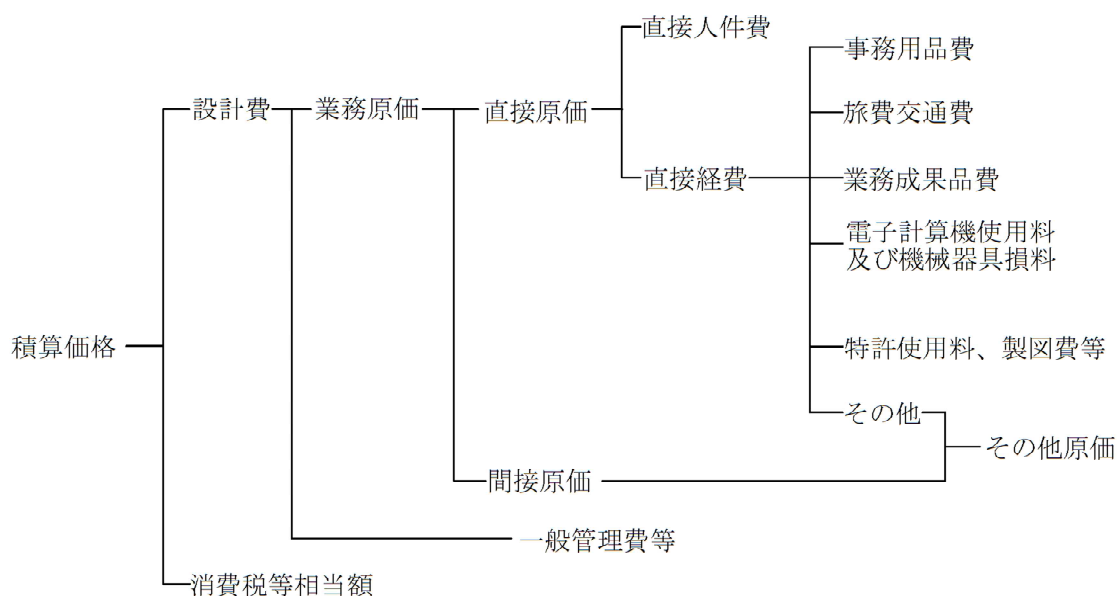 直接人件費
事務用品費
設計費
業務原価
直接原価
旅費交通費
直接経費
業務成果品費
電子計算機使用料
及び機械器具損料
積算価格
特許使用料、製図費等
その他
その他原価
間接原価
一般管理費等
消費税等相当額